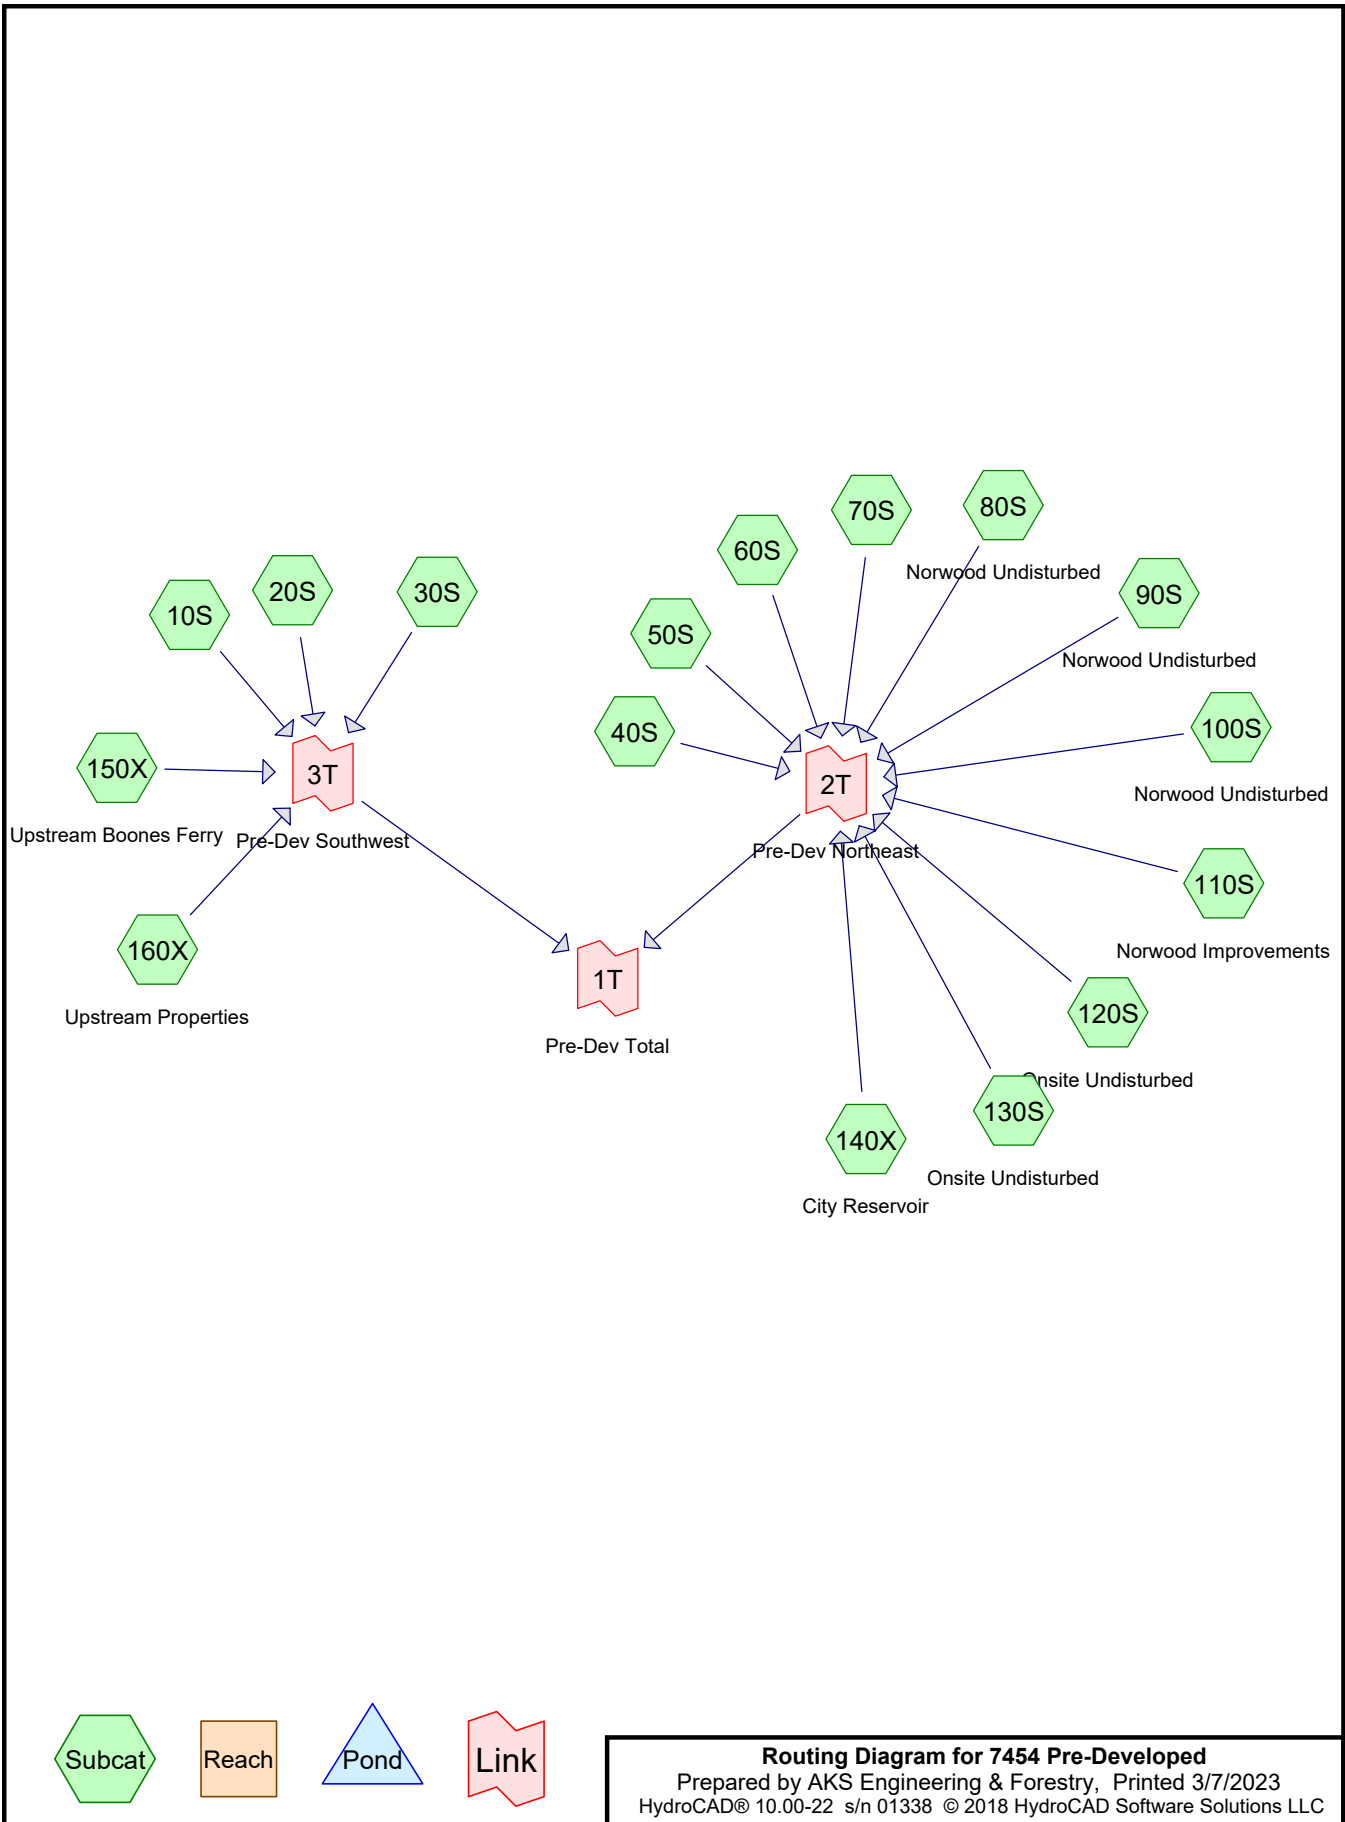 80S
70S
60S
20S
30S
90S
10S
50S
Norwood Undisturbed
Norwood Undisturbed
40S
100S
150X
3T
2T
Norwood Undisturbed
Upstream Boones Ferry
Pre-Dev Southwest
Pre-Dev Northeast
110S
160X
Norwood Improvements
1T
120S
Upstream Properties
Pre-Dev Total
Onsite Undisturbed
130S
140X
Onsite Undisturbed
City Reservoir
Subcat
Reach
Pond
Link
Routing Diagram for 7454 Pre-Developed
Prepared by AKS Engineering & Forestry, Printed 3/7/2023
HydroCAD® 10.00-22 s/n 01338 © 2018 HydroCAD Software Solutions LLC